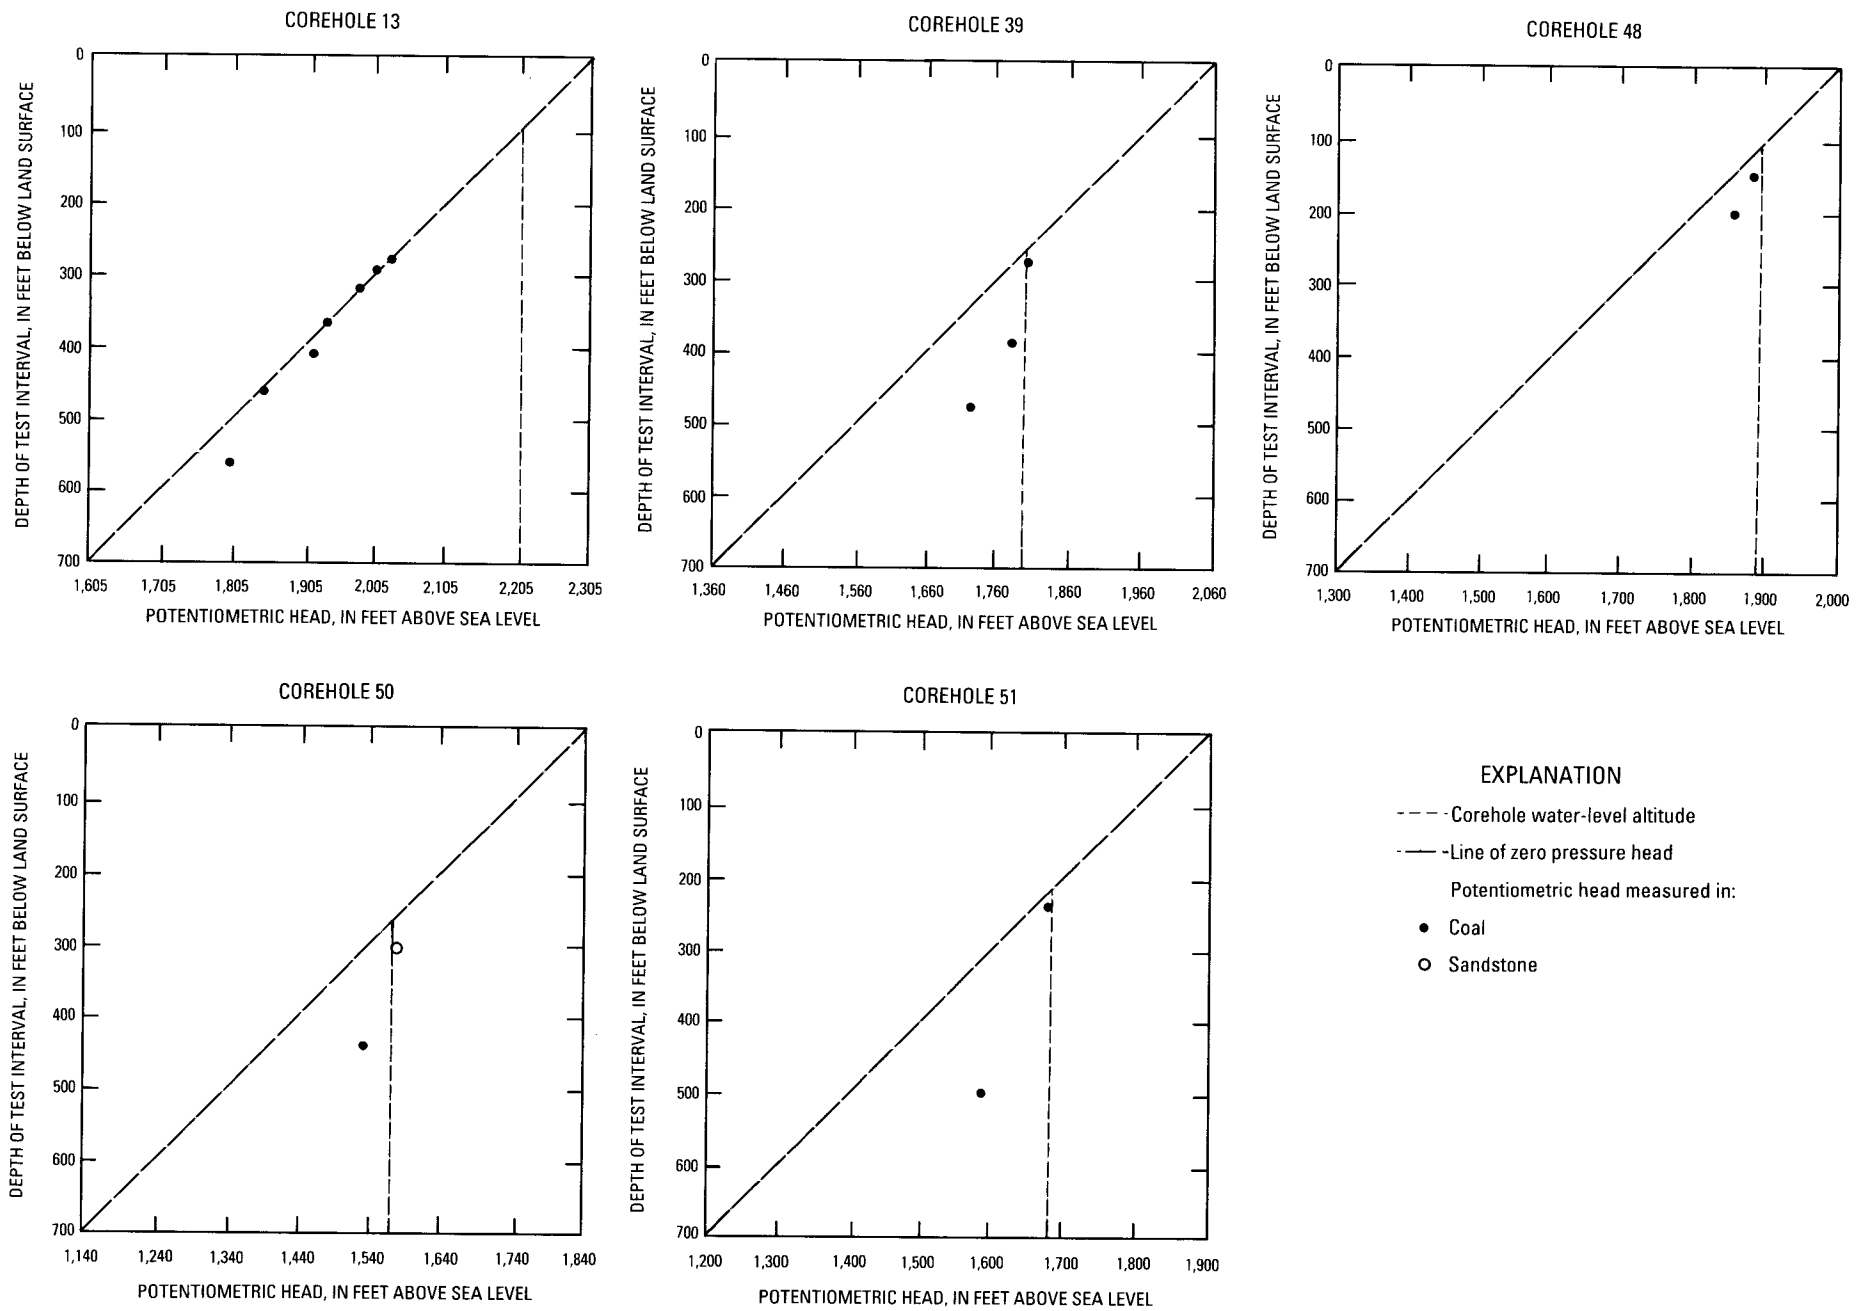 COREHOLE 13
0
100
200
300
400
500
600
700
DEPTH OF TEST INTERVAL, IN FEET BELOW LAND SURFACE
1,605 1,705 1,805 1,905 2,005 2,105 2,205 2,305
POTENTIOMETRIC HEAD, IN FEET ABOVE SEA LEVEL
COREHOLE 39
0
100
200
300
400
500
600
700
DEPTH OF TEST INTERVAL, IN FEET BELOW LAND SURFACE
1,360 1,460 1,560 1,660 1,760 1,860 1,960 2,060
POTENTIOMETRIC HEAD, IN FEET ABOVE SEA LEVEL
COREHOLE 48
0
100
200
300
400
500
600
700
DEPTH OF TEST INTERVAL, IN FEET BELOW LAND SURFACE
1,300 1,400 1,500 1,600 1,700 1,800 1,900 2,000
POTENTIOMETRIC HEAD, IN FEET ABOVE SEA LEVEL
COREHOLE 50
0
100
200
300
400
500
600
700
DEPTH OF TEST INTERVAL, IN FEET BELOW LAND SURFACE
1,140 1,240 1,340 1,440 1,540 1,640 1,740 1,840
POTENTIOMETRIC HEAD, IN FEET ABOVE SEA LEVEL
COREHOLE 51
0
100
200
300
400
500
600
700
DEPTH OF TEST INTERVAL, IN FEET BELOW LAND SURFACE
1,200 1,300 1,400 1,500 1,600 1,700 1,800 1,900
POTENTIOMETRIC HEAD, IN FEET ABOVE SEA LEVEL
EXPLANATION
Corehole water-level altitude
Line of zero pressure head
Potentiometric head measured in:
Coal
Sandstone